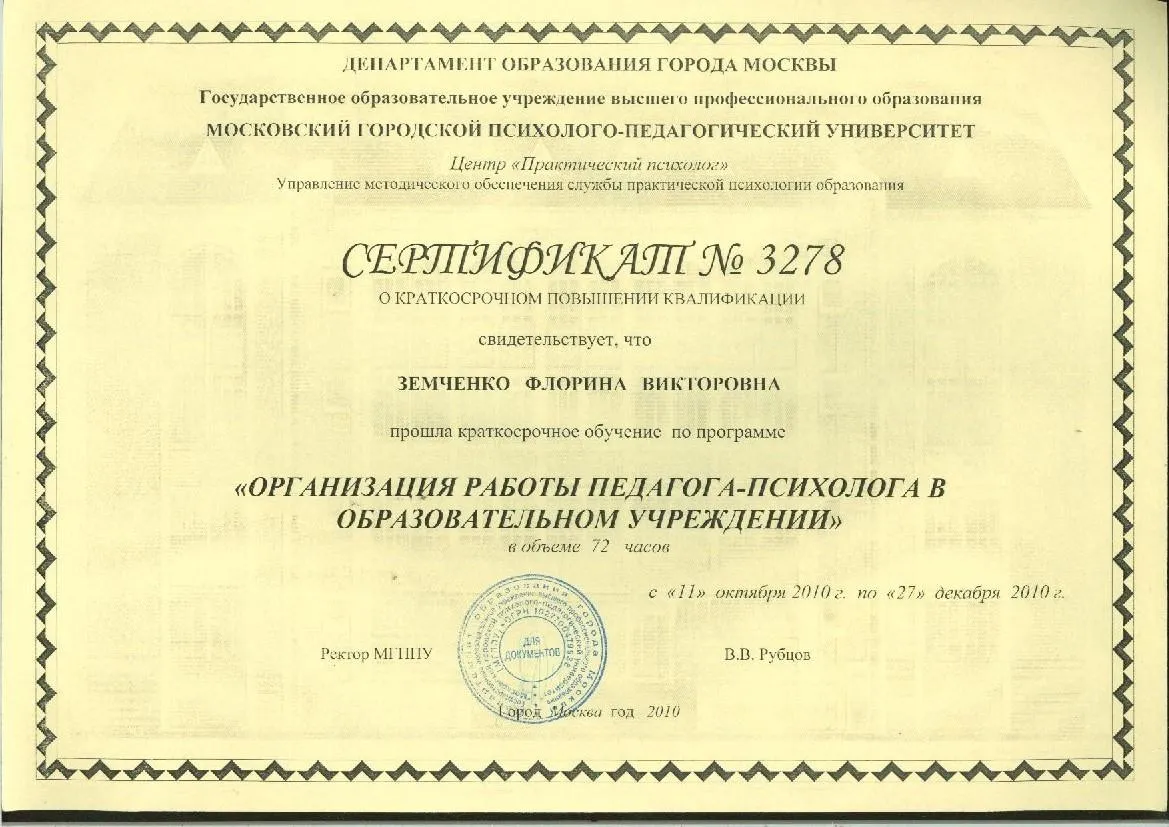 ДЕПАРТАМЕНТ ОБРАЗОВАНИЯ ГОРОДА МОСКВЫ
Государственное образовательное учреждение высшего профессионального образования
МОСКОВСКИЙ ГОРОДСКОЙ ПСИХОЛОГО-ПЕДАГОГИЧЕСКИЙ УНИВЕРСИТЕТ
Центр «Практический психолог»
Управление методического обеспечения службы практической психологии образования
СЕРТИФИКАТ № 3278
О КРАТКОСРОЧНОМ ПОВЫШЕНИИ КВАЛИФИКАЦИИ
свидетельствует, что
ЗЕМЧЕНКО ФЛОРИНА ВИКТОРОВНА
прошла краткосрочное обучение по программе
«ОРГАНИЗАЦИЯ РАБОТЫ ПЕДАГОГА-ПСИХОЛОГА В
ОБРАЗОВАТЕЛЬНОМ УЧРЕЖДЕНИИ»
в объеме 72 часов
с «11» октября 2010 г. по «27» декабря 2010 г.
ДЛЯ
ДОКУМЕНТОВ
Ректор МГППУ В.В. Рубцов
Город Москва год 2010